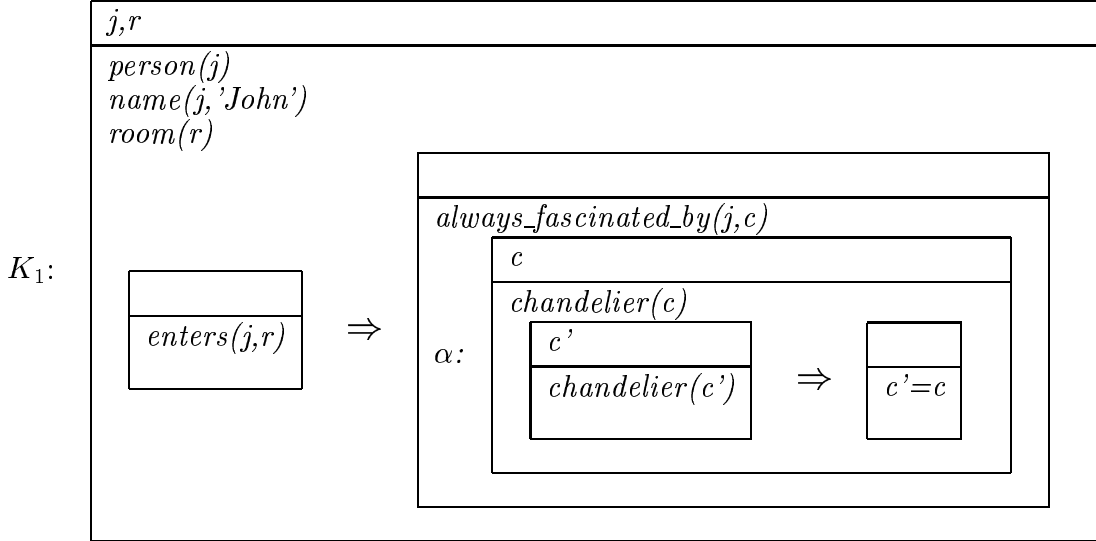 j,r
person(j)
name(j,'John')
room(r)
always_fascinated_by(j,c)
c
K₁:
chandelier(c)
enters(j,r) ⇒
α:
c'
chandelier(c') ⇒ c'=c